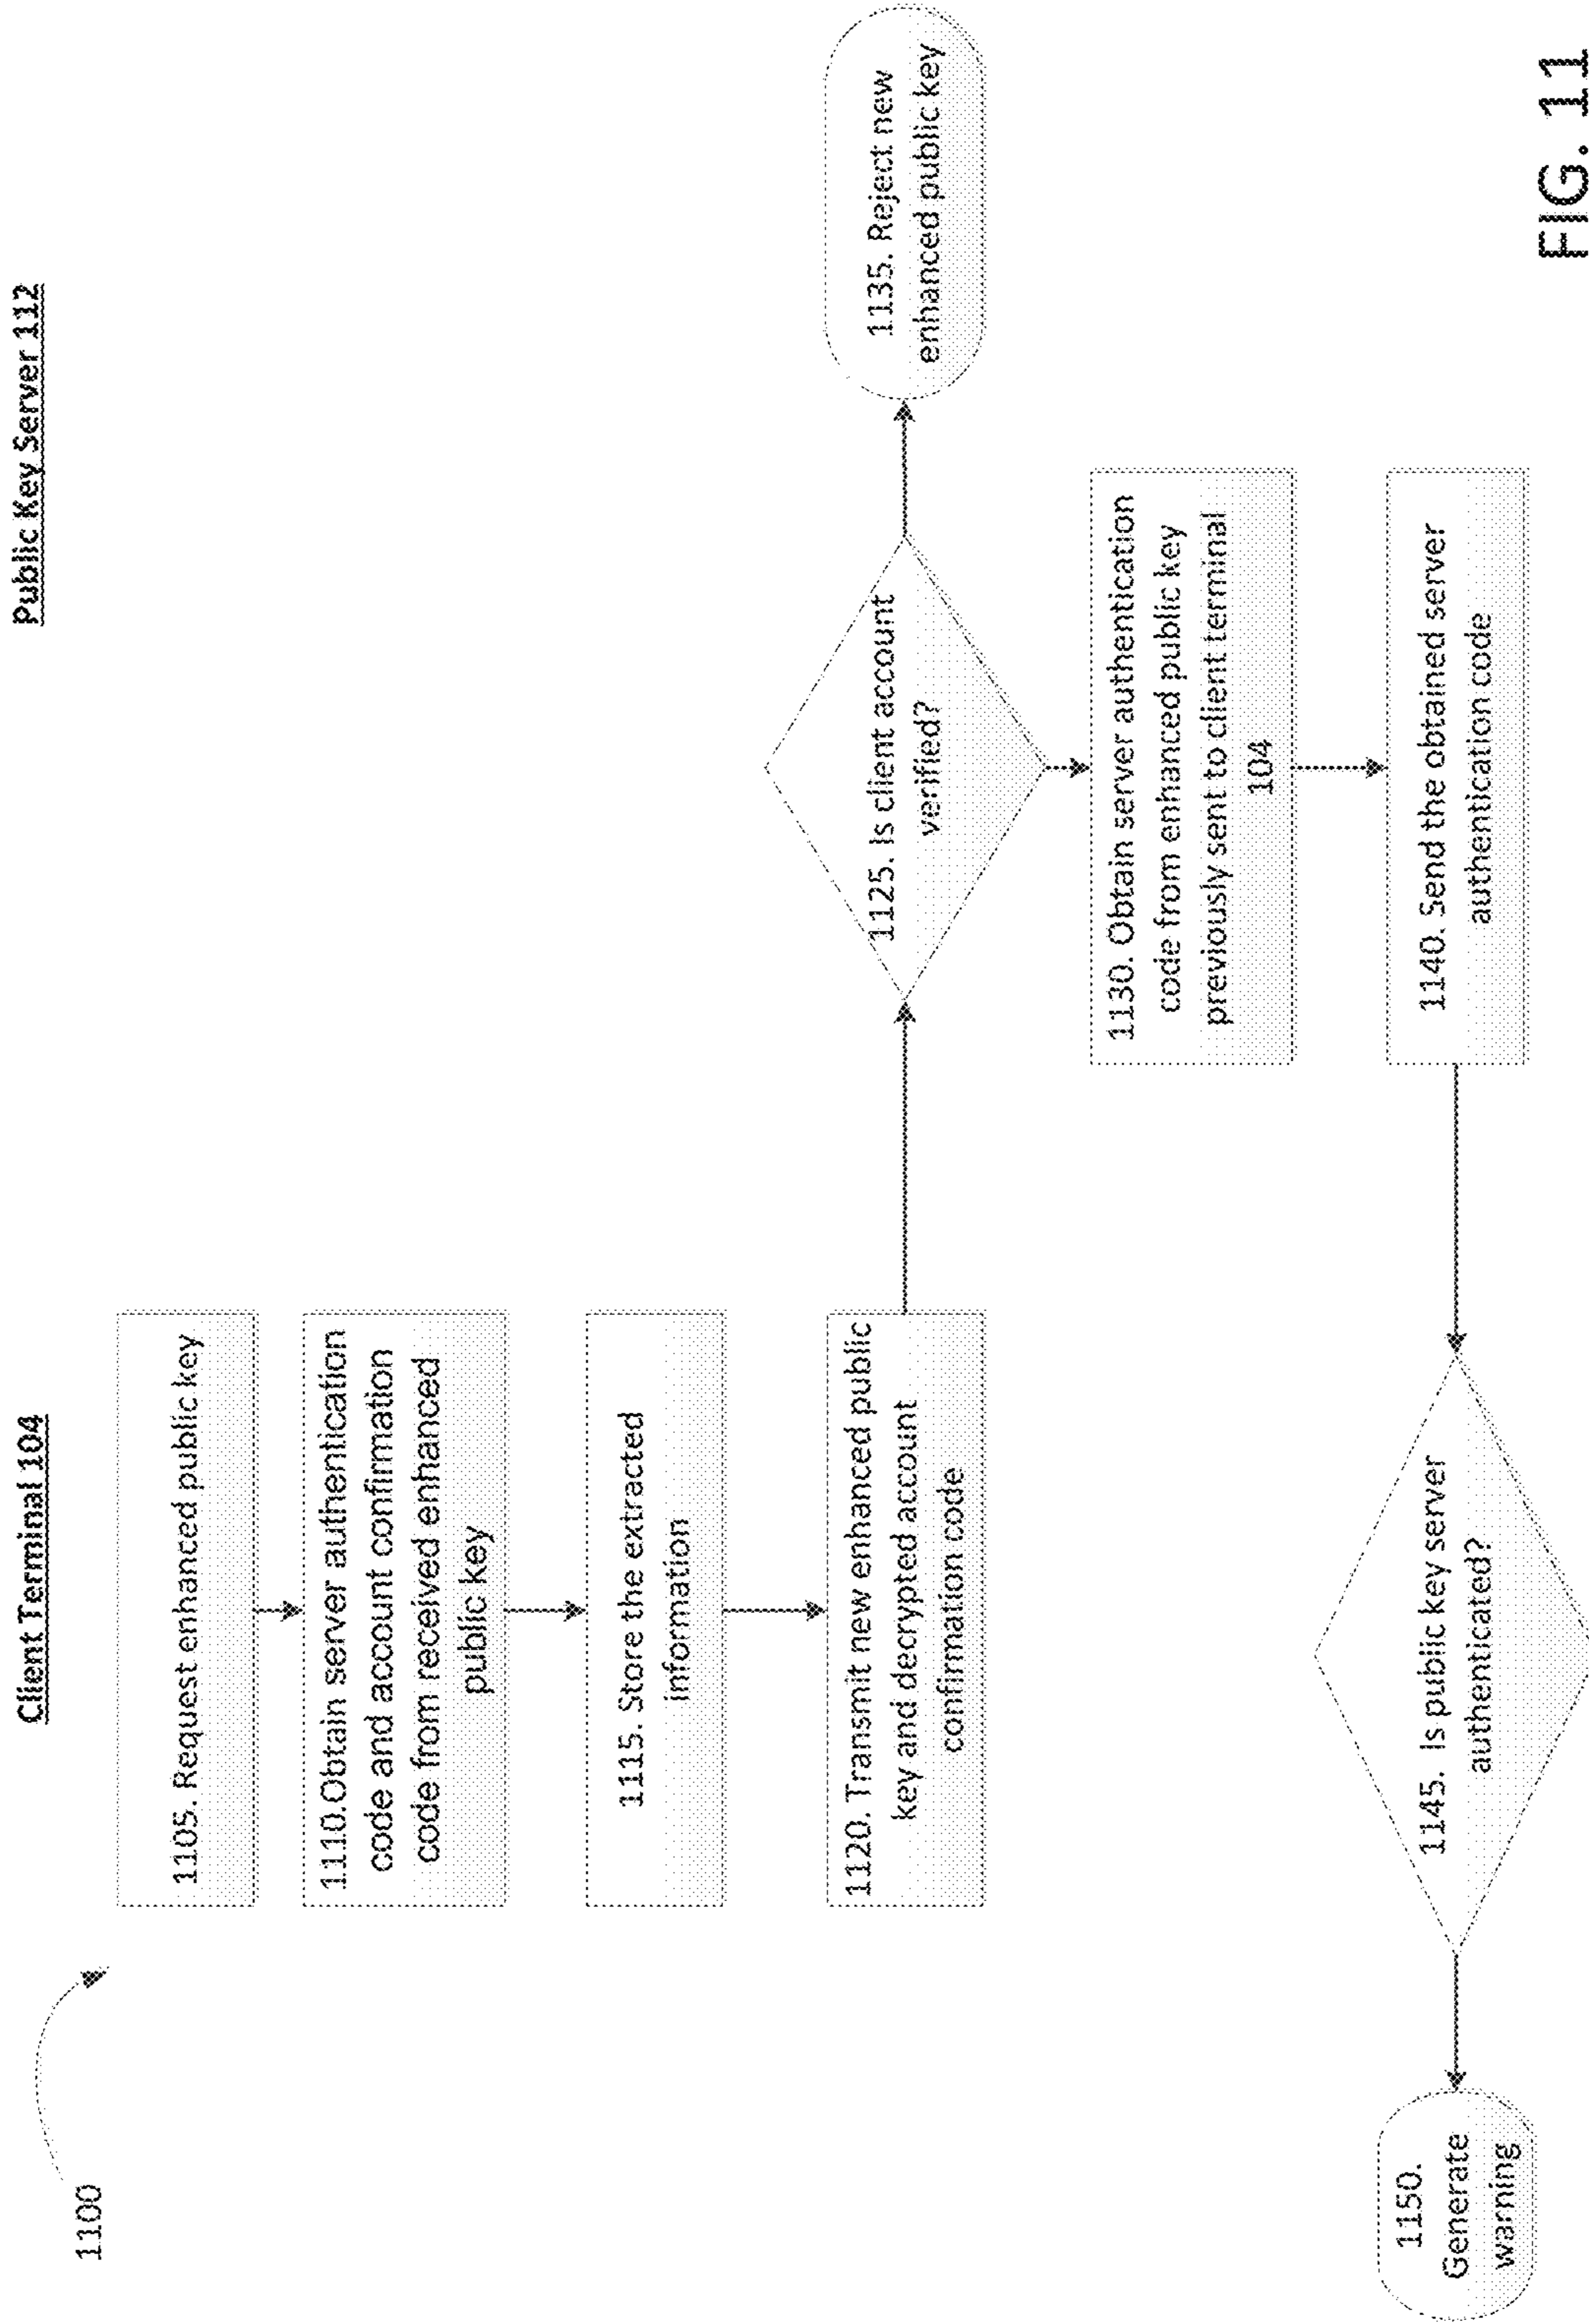 Client Terminal 104
Public Key Server 112
1100
1105. Request enhanced public key
1110.Obtain server authentication
code and account confirmation
code from received enhanced
public key
1115. Store the extracted
information
1120. Transmit new enhanced public
key and decrypted account
confirmation code
1125. Is client account
verified?
1135. Reject new
enhanced public key
1130. Obtain server authentication
code from enhanced public key
previously sent to client terminal
104
1140. Send the obtained server
authentication code
1145. Is public key server
authenticated?
1150.
Generate
warning
FIG. 11